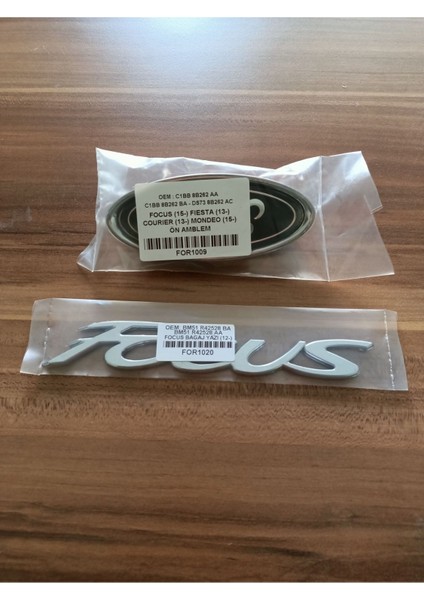 OEM : C1BB 8B262 AA
C1BB 8B262 BA - DS73 8B262 AC
FOCUS (15-) FIESTA (13-)
COURIER (13-) MONDEO (15-)
ÖN AMBLEM
FOR1009
OEM: BM51 R42528 BA
BM51 R42528 AA
FOCUS BAGAJ YAZI (12-)
FOR1020
Focus